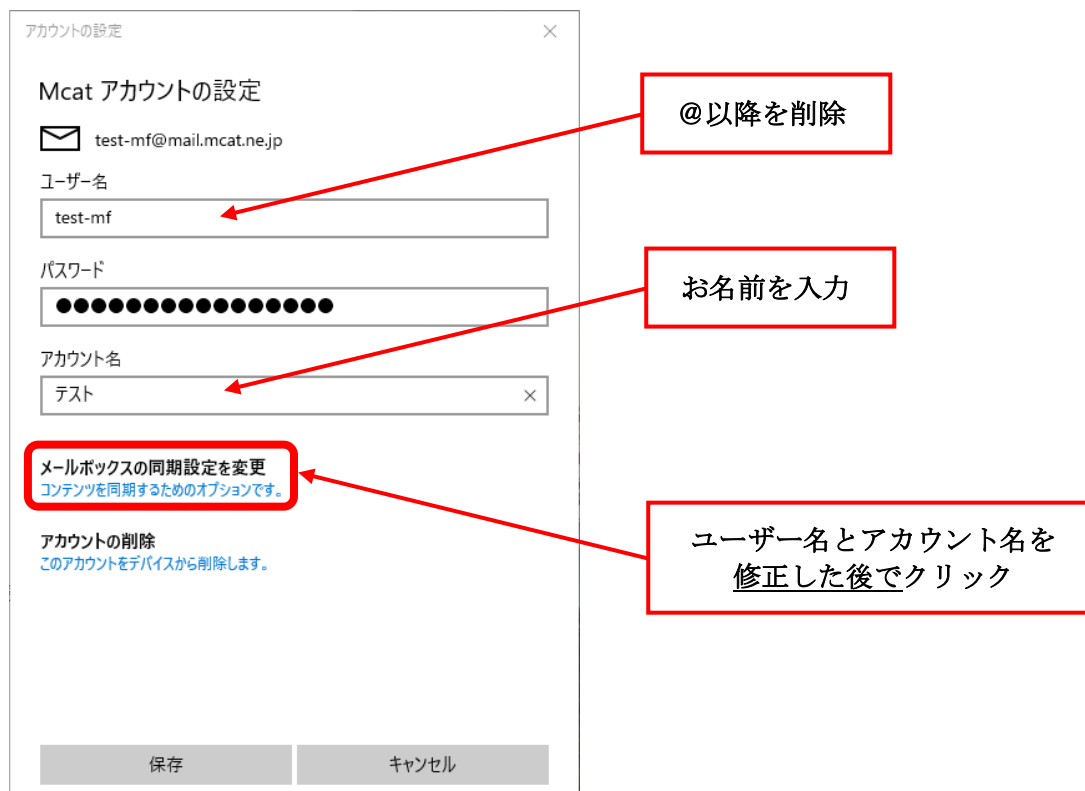 アカウントの設定
Mcat アカウントの設定
test-mf@mail.mcat.ne.jp
ユーザー名
test-mf
パスワード
●●●●●●●●●●●●●●●●
アカウント名
テスト
メールボックスの同期設定を変更
コンテンツを同期するためのオプションです。
アカウントの削除
このアカウントをデバイスから削除します。
保存
キャンセル
@以降を削除
お名前を入力
ユーザー名とアカウント名を
修正した後でクリック